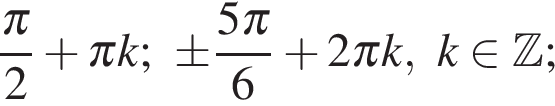 π/2 + πk; ±5π/6 + 2πk, k ∈ ℤ;